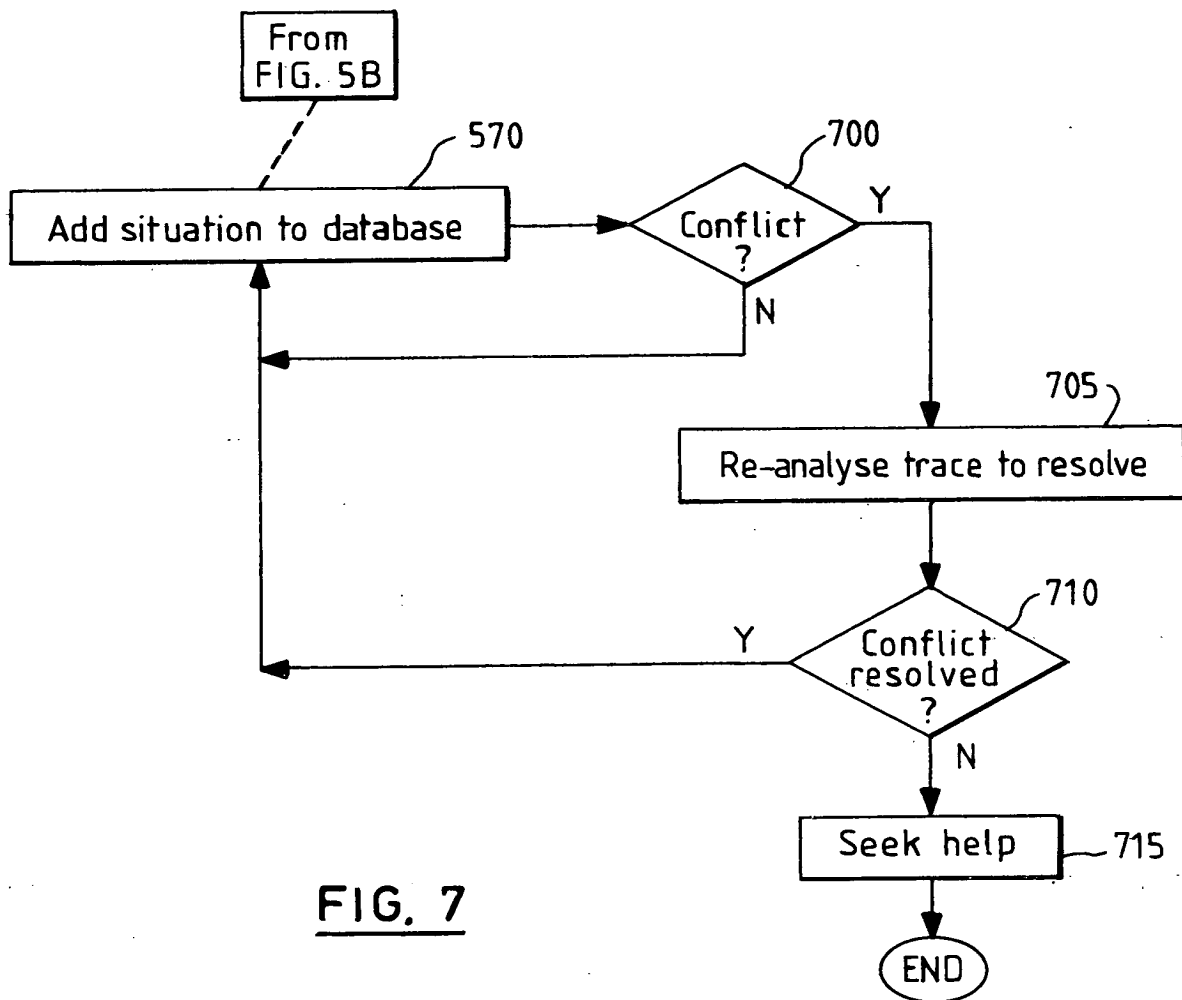 From
FIG. 5B
570
Add situation to database
700
Conflict
?
Y
N
705
Re-analyse trace to resolve
710
Conflict
resolved
?
Y
N
Seek help
715
END
FIG. 7